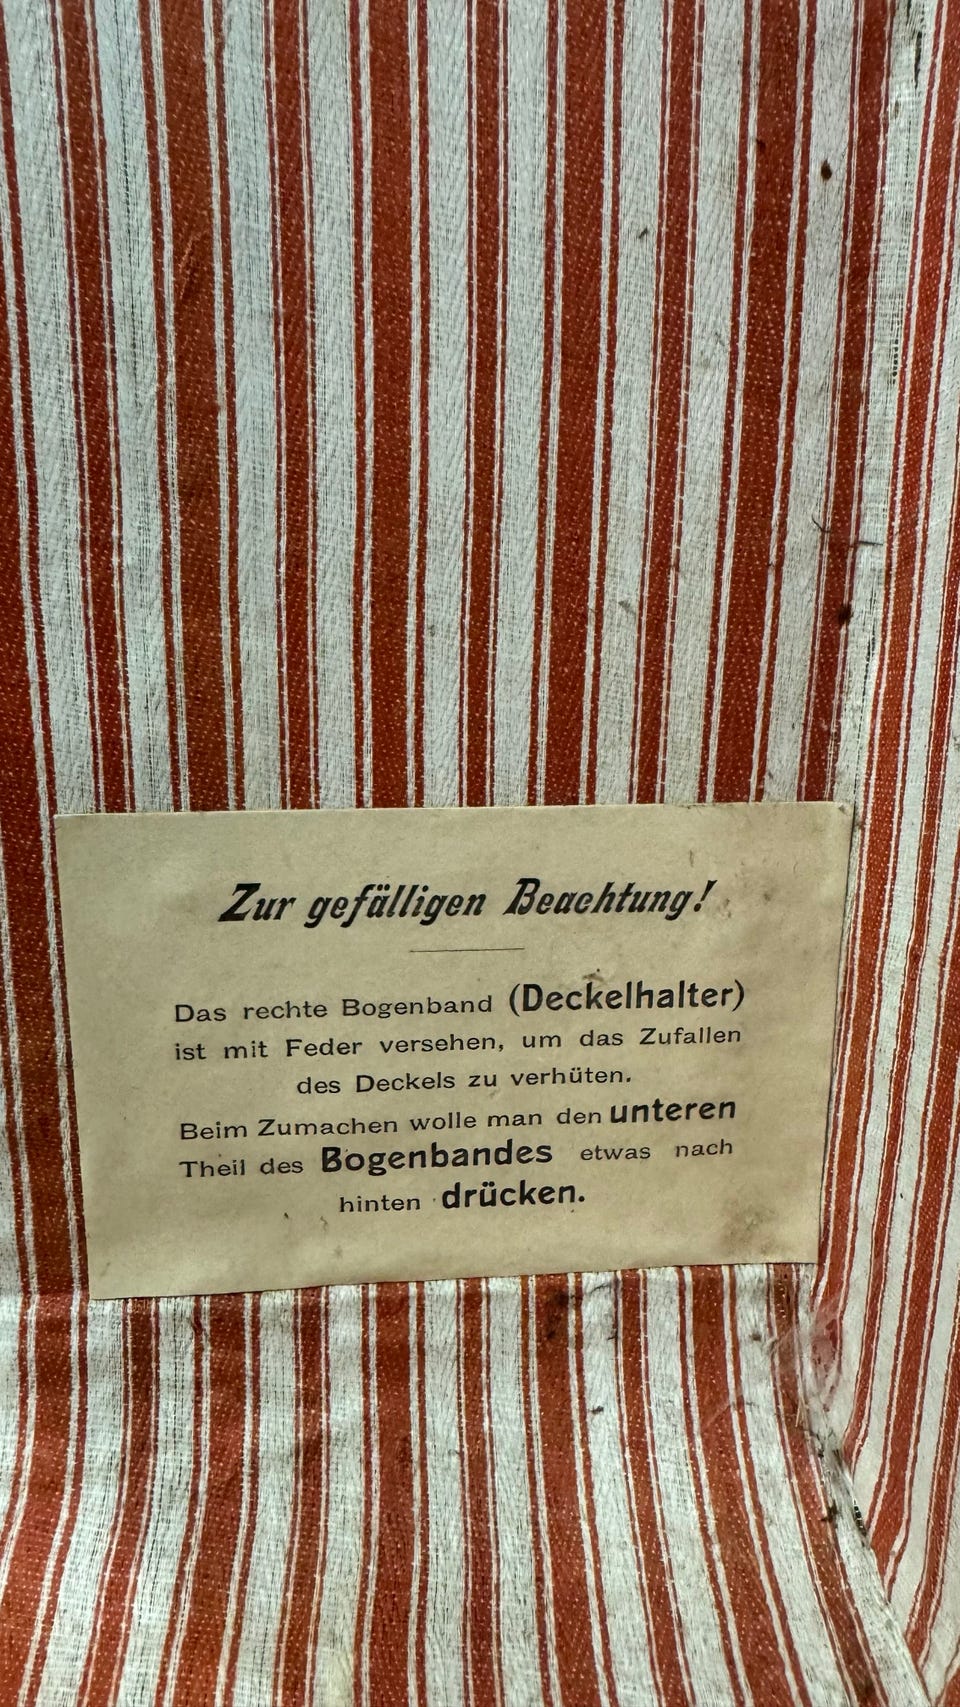 Zur gefälligen Beachtung!
Das rechte Bogenband (Deckelhalter)
ist mit Feder versehen, um das Zufallen
des Deckels zu verhüten.
Beim Zumachen wolle man den unteren
Theil des Bogenbandes etwas nach
hinten drücken.